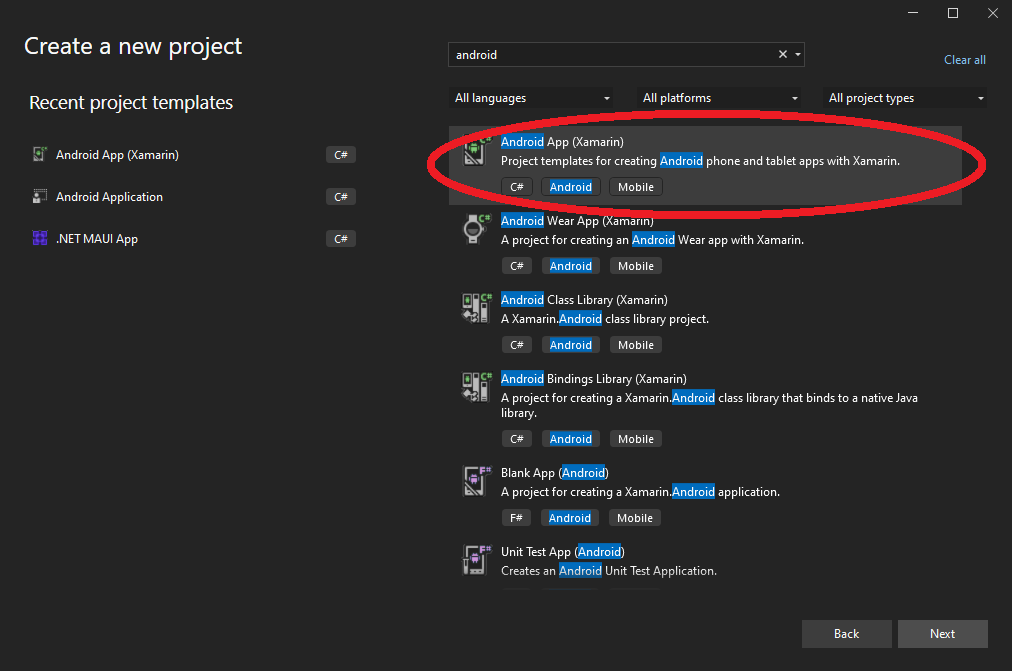 Create a new project
android
Clear all
Recent project templates
All languages
All platforms
All project types
Android App (Xamarin) C#
Android Application C#
.NET MAUI App C#
Android App (Xamarin)
Project templates for creating Android phone and tablet apps with Xamarin.
C# Android Mobile
Android Wear App (Xamarin)
A project for creating an Android Wear app with Xamarin.
C# Android Mobile
Android Class Library (Xamarin)
A Xamarin.Android class library project.
C# Android Mobile
Android Bindings Library (Xamarin)
A project for creating a Xamarin.Android class library that binds to a native Java
library.
C# Android Mobile
Blank App (Android)
A project for creating a Xamarin.Android application.
F# Android Mobile
Unit Test App (Android)
Creates an Android Unit Test Application.
Back
Next